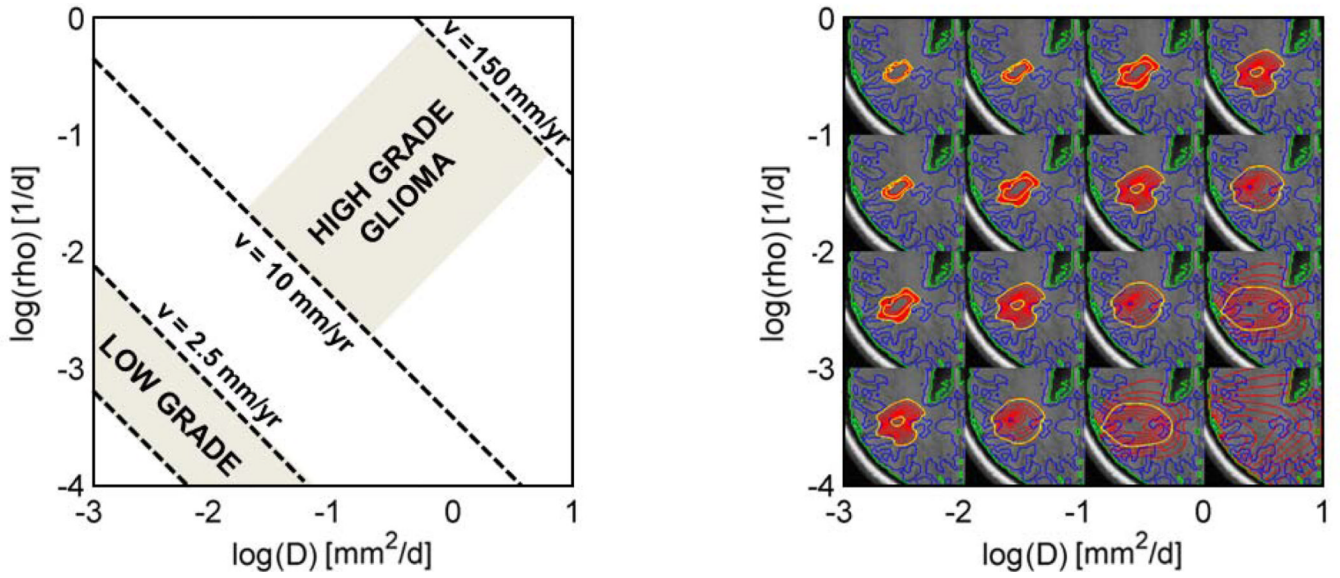 0
-1
-2
-3
-4
log(rho) [1/d]
v = 150 mm/yr
HIGH GRADE
GLIOMA
v = 10 mm/yr
v = 2.5 mm/yr
LOW GRADE
-3
-2
-1
0
1
log(D) [mm²/d]
0
-1
-2
-3
-4
log(rho) [1/d]
-3
-2
-1
0
1
log(D) [mm²/d]